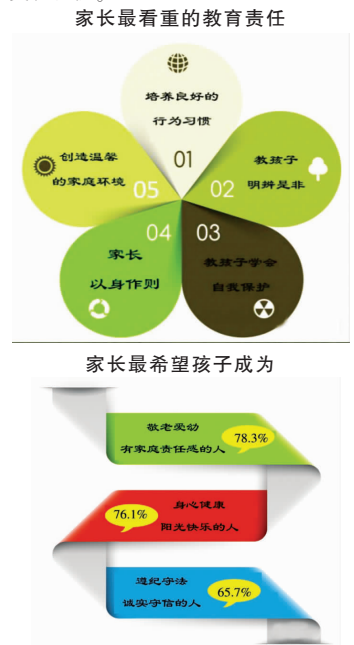 家长最看重的教育责任
培养良好的
行为习惯
01
教孩子
明辨是非
02
03
教孩子学会
自我保护
04
家长
以身作则
创造温馨
的家庭环境
05
家长最希望孩子成为
敬老爱幼
有家庭责任感的人
78.3%
76.1%
身心健康
阳光快乐的人
遵纪守法
诚实守信的人
65.7%